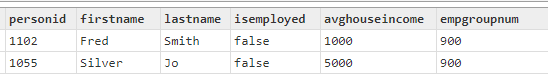 personid firstname lastname isemployed avghouseincome empgroupnum
1102 Fred Smith false 1000 900
1055 Silver Jo false 5000 900